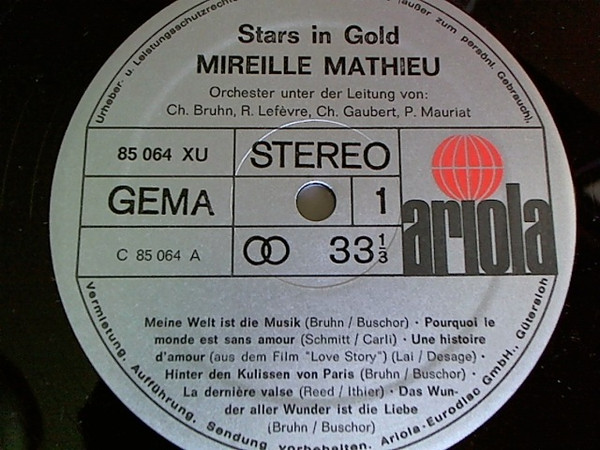 Urheber- u. Leistungsschutzrechte
(außer zum persönl. Gebrauch),
Stars in Gold
MIREILLE MATHIEU
Orchester unter der Leitung von:
Ch. Bruhn, R. Lefèvre, Ch. Gaubert, P. Mauriat
85 064 XU
STEREO
GEMA
1
ariola
C 85 064 A
33⅓
Meine Welt ist die Musik (Bruhn / Buschor) · Pourquoi le
monde est sans amour (Schmitt / Carli) · Une histoire
d'amour (aus dem Film "Love Story") (Lai / Desage) ·
Hinter den Kulissen von Paris (Bruhn / Buschor) ·
La dernière valse (Reed / Ithier) · Das Wun-
der aller Wunder ist die Liebe
(Bruhn / Buschor)
Vermietung, Aufführung, Sendung vorbehalten. Ariola-Eurodisc GmbH., Gütersloh